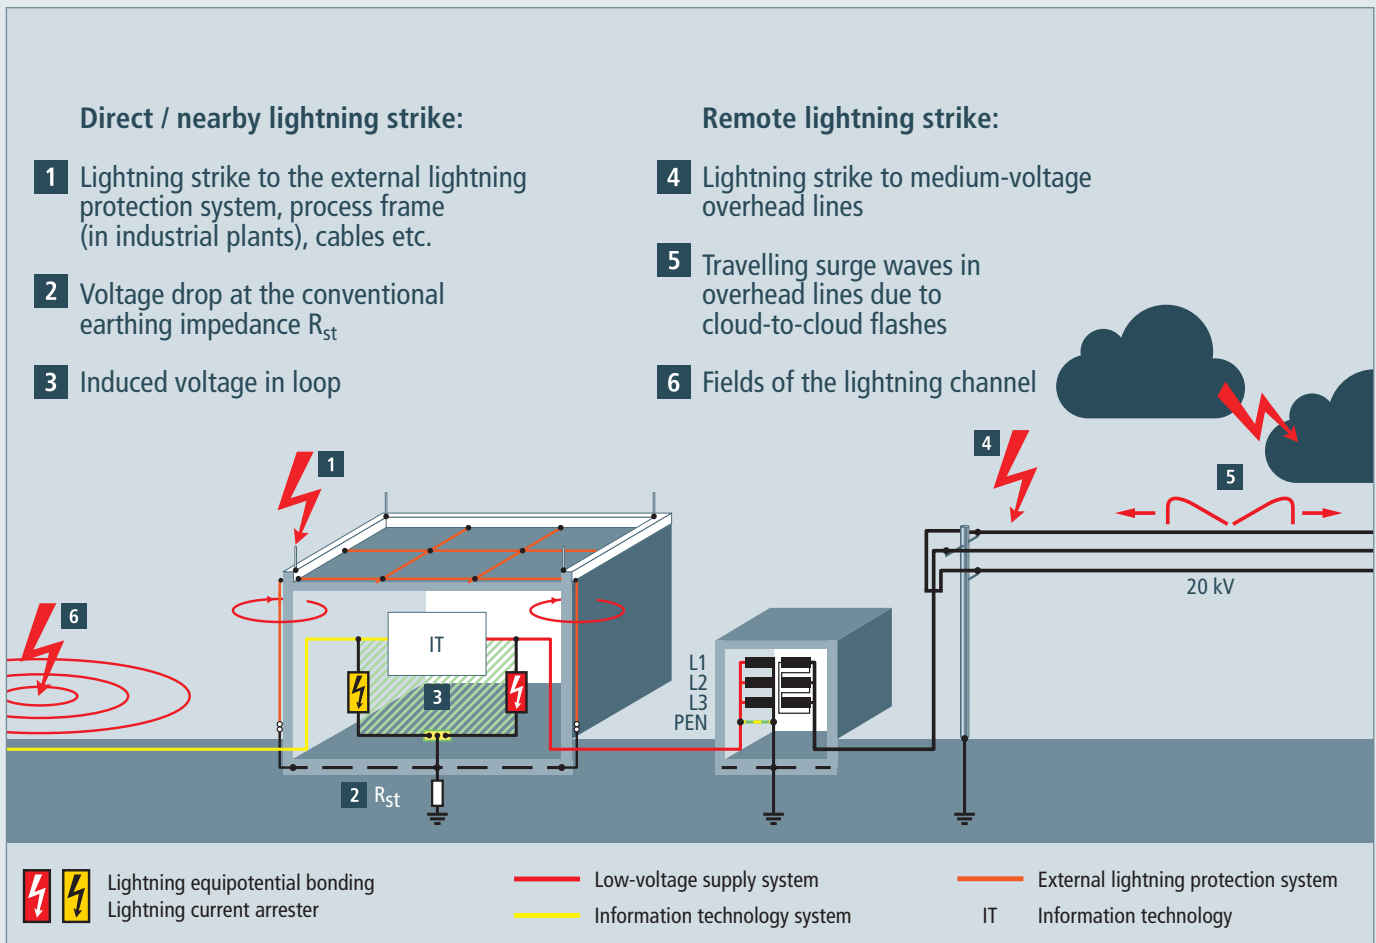 Direct / nearby lightning strike:
1 Lightning strike to the external lightning
protection system, process frame
(in industrial plants), cables etc.
2 Voltage drop at the conventional
earthing impedance Rst
3 Induced voltage in loop
Remote lightning strike:
4 Lightning strike to medium-voltage
overhead lines
5 Travelling surge waves in
overhead lines due to
cloud-to-cloud flashes
6 Fields of the lightning channel
1
4
5
6
20 kV
IT
3
L1
L2
L3
PEN
2 Rst
Lightning equipotential bonding
Lightning current arrester
Low-voltage supply system
Information technology system
External lightning protection system
IT Information technology